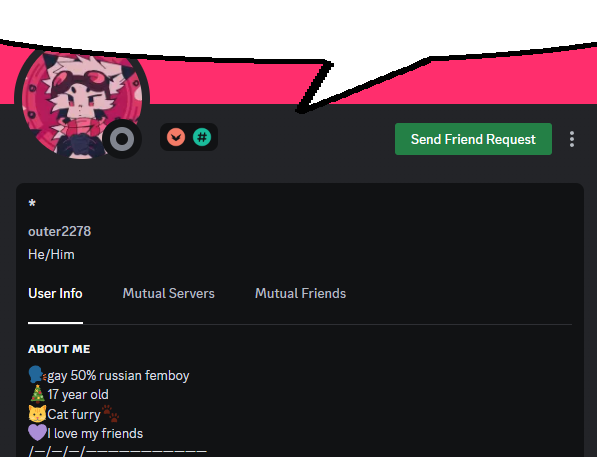 Send Friend Request
*
outer2278
He/Him
User Info Mutual Servers Mutual Friends
ABOUT ME
🗣️gay 50% russian femboy
🎄17 year old
🐱Cat furry🐾
💜I love my friends
/—/—/—/———————————